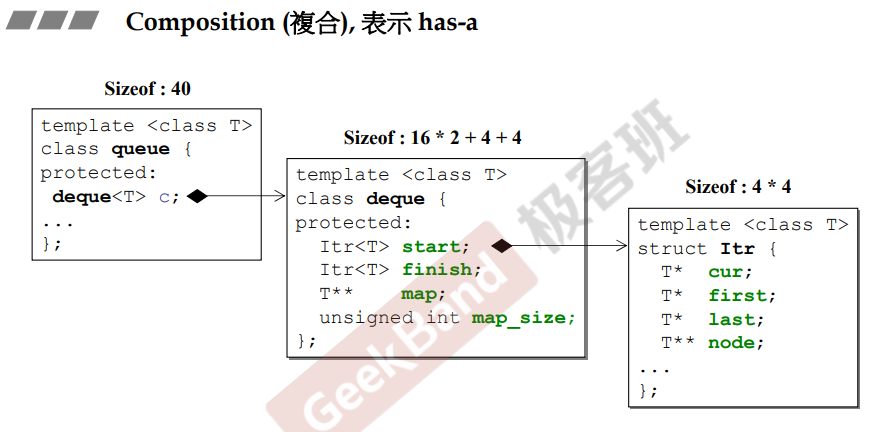 Composition (複合), 表示 has-a
Sizeof : 40
template <class T>
class queue {
protected:
deque<T> c;
...
};
Sizeof : 16 * 2 + 4 + 4
template <class T>
class deque {
protected:
Itr<T> start;
Itr<T> finish;
T** map;
unsigned int map_size;
};
Sizeof : 4 * 4
template <class T>
struct Itr {
T* cur;
T* first;
T* last;
T** node;
...
};
GeekBand 极客班